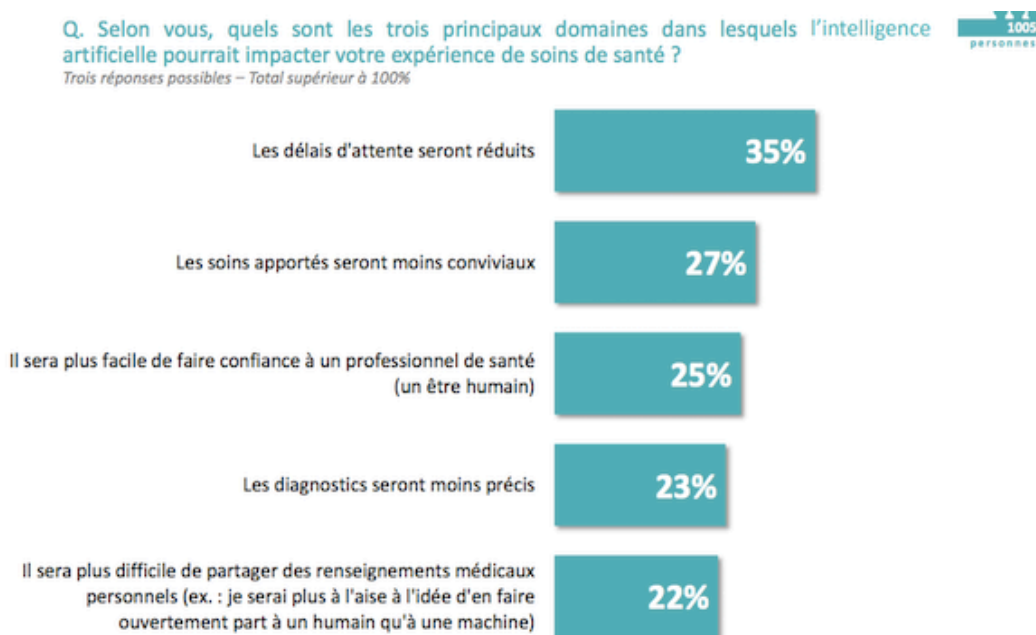 Q. Selon vous, quels sont les trois principaux domaines dans lesquels l'intelligence
artificielle pourrait impacter votre expérience de soins de santé ?
Trois réponses possibles – Total supérieur à 100%
1005
personnes
Les délais d'attente seront réduits
35%
Les soins apportés seront moins conviviaux
27%
Il sera plus facile de faire confiance à un professionnel de santé
(un être humain)
25%
Les diagnostics seront moins précis
23%
Il sera plus difficile de partager des renseignements médicaux
personnels (ex. : je serai plus à l'aise à l'idée d'en faire
ouvertement part à un humain qu'à une machine)
22%